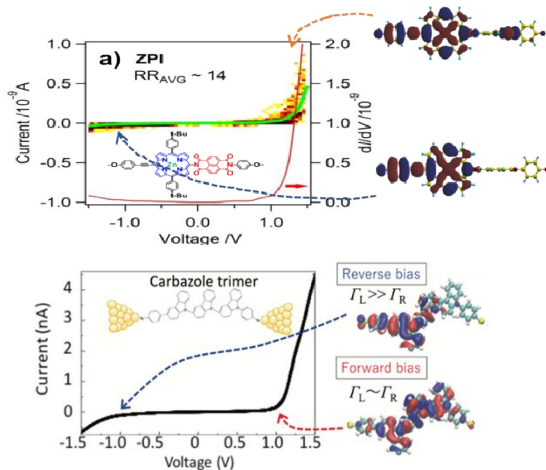 a) ZPI
RR_AVG ~ 14
Current /10⁻⁹A
1.0
0.5
0.0
-0.5
-1.0
2.0
1.5
1.0
0.5
0.0
dI/dV /10⁻⁹
t-Bu
Zn
N
O
t-Bu
-1.0 0.0 1.0
Voltage /V
Carbazole trimer
Current (nA)
4
3
2
1
0
-1.5 -1.0 -0.5 0 0.5 1.0 1.5
Voltage (V)
Reverse bias
Γ_L >> Γ_R
Forward bias
Γ_L ~ Γ_R